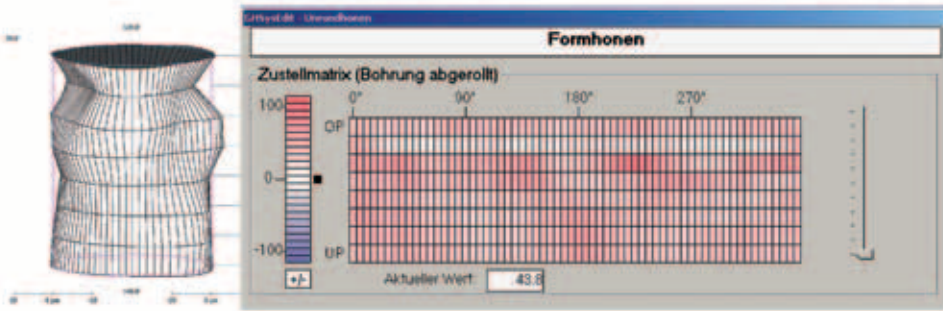 Formhonen
Zustellmatrix (Bohrung abgerollt)
100
0° 90° 180° 270°
OP
0
-100
UP
+/-
Aktueller Wert: 43.8